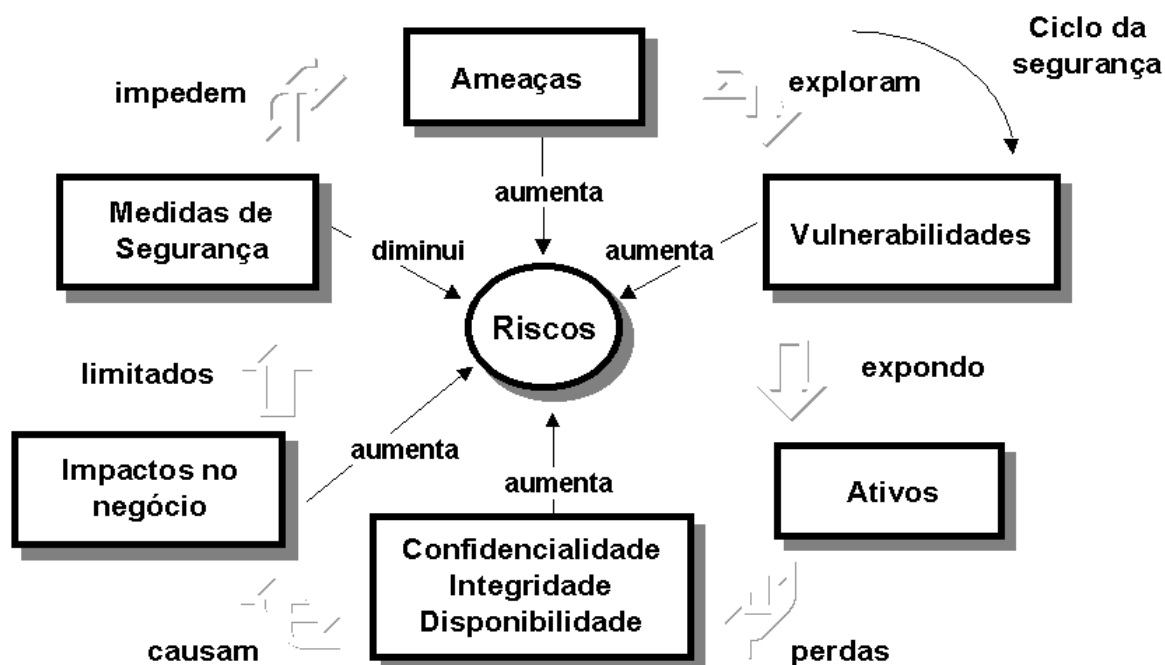 Ciclo da
segurança
Ameaças
impedem
exploram
aumenta
Medidas de
Segurança
Vulnerabilidades
diminui
aumenta
Riscos
limitados
expondo
Impactos no
negócio
aumenta
aumenta
Ativos
Confidencialidade
Integridade
Disponibilidade
causam
perdas